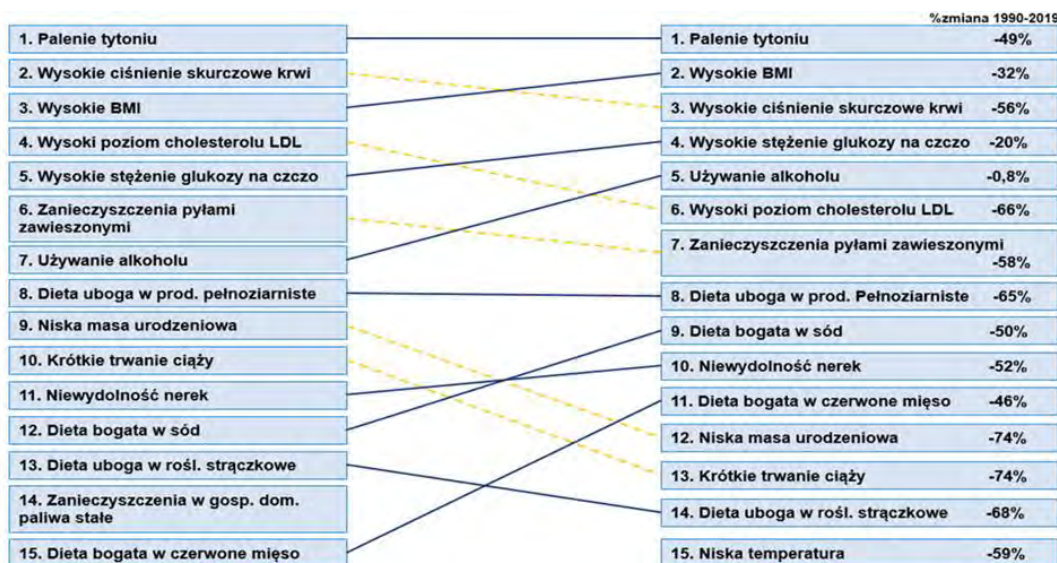 %zmiana 1990-2019
1. Palenie tytoniu
2. Wysokie ciśnienie skurczowe krwi
3. Wysokie BMI
4. Wysoki poziom cholesterolu LDL
5. Wysokie stężenie glukozy na czczo
6. Zanieczyszczenia pyłami
zawieszonymi
7. Używanie alkoholu
8. Dieta uboga w prod. pełnoziarniste
9. Niska masa urodzeniowa
10. Krótkie trwanie ciąży
11. Niewydolność nerek
12. Dieta bogata w sód
13. Dieta uboga w rośl. strączkowe
14. Zanieczyszczenia w gosp. dom.
paliwa stałe
15. Dieta bogata w czerwone mięso
1. Palenie tytoniu -49%
2. Wysokie BMI -32%
3. Wysokie ciśnienie skurczowe krwi -56%
4. Wysokie stężenie glukozy na czczo -20%
5. Używanie alkoholu -0,8%
6. Wysoki poziom cholesterolu LDL -66%
7. Zanieczyszczenia pyłami zawieszonymi
-58%
8. Dieta uboga w prod. Pełnoziarniste -65%
9. Dieta bogata w sód -50%
10. Niewydolność nerek -52%
11. Dieta bogata w czerwone mięso -46%
12. Niska masa urodzeniowa -74%
13. Krótkie trwanie ciąży -74%
14. Dieta uboga w rośl. strączkowe -68%
15. Niska temperatura -59%